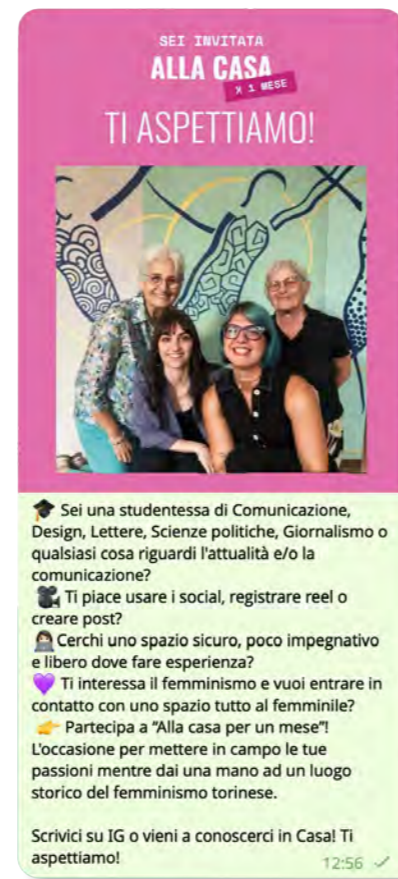 SEI INVITATA
ALLA CASA
X 1 MESE
TI ASPETTIAMO!
🎓 Sei una studentessa di Comunicazione,
Design, Lettere, Scienze politiche, Giornalismo o
qualsiasi cosa riguardi l'attualità e/o la
comunicazione?
🎥 Ti piace usare i social, registrare reel o
creare post?
👩🏻‍💻Cerchi uno spazio sicuro, poco impegnativo
e libero dove fare esperienza?
💜 Ti interessa il femminismo e vuoi entrare in
contatto con uno spazio tutto al femminile?
👉 Partecipa a “Alla casa per un mese”!
L'occasione per mettere in campo le tue
passioni mentre dai una mano ad un luogo
storico del femminismo torinese.
Scrivici su IG o vieni a conoscerci in Casa! Ti
aspettiamo!
12:56